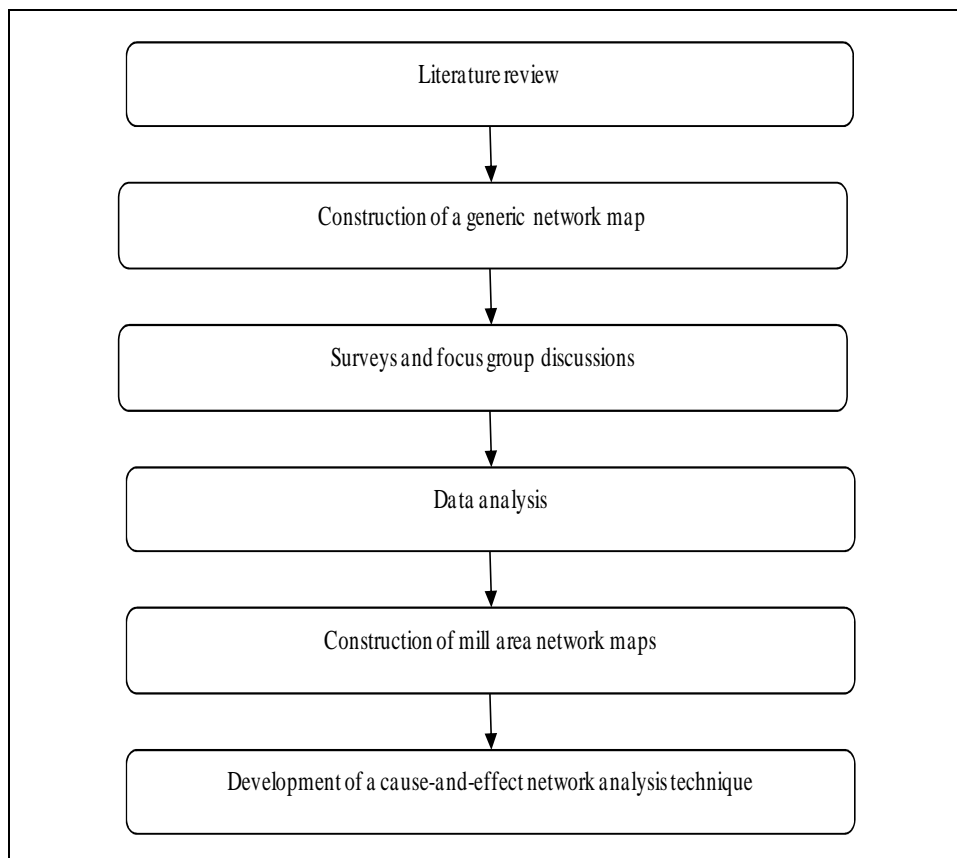 Literature review
Construction of a generic network map
Surveys and focus group discussions
Data analysis
Construction of mill area network maps
Development of a cause-and-effect network analysis technique